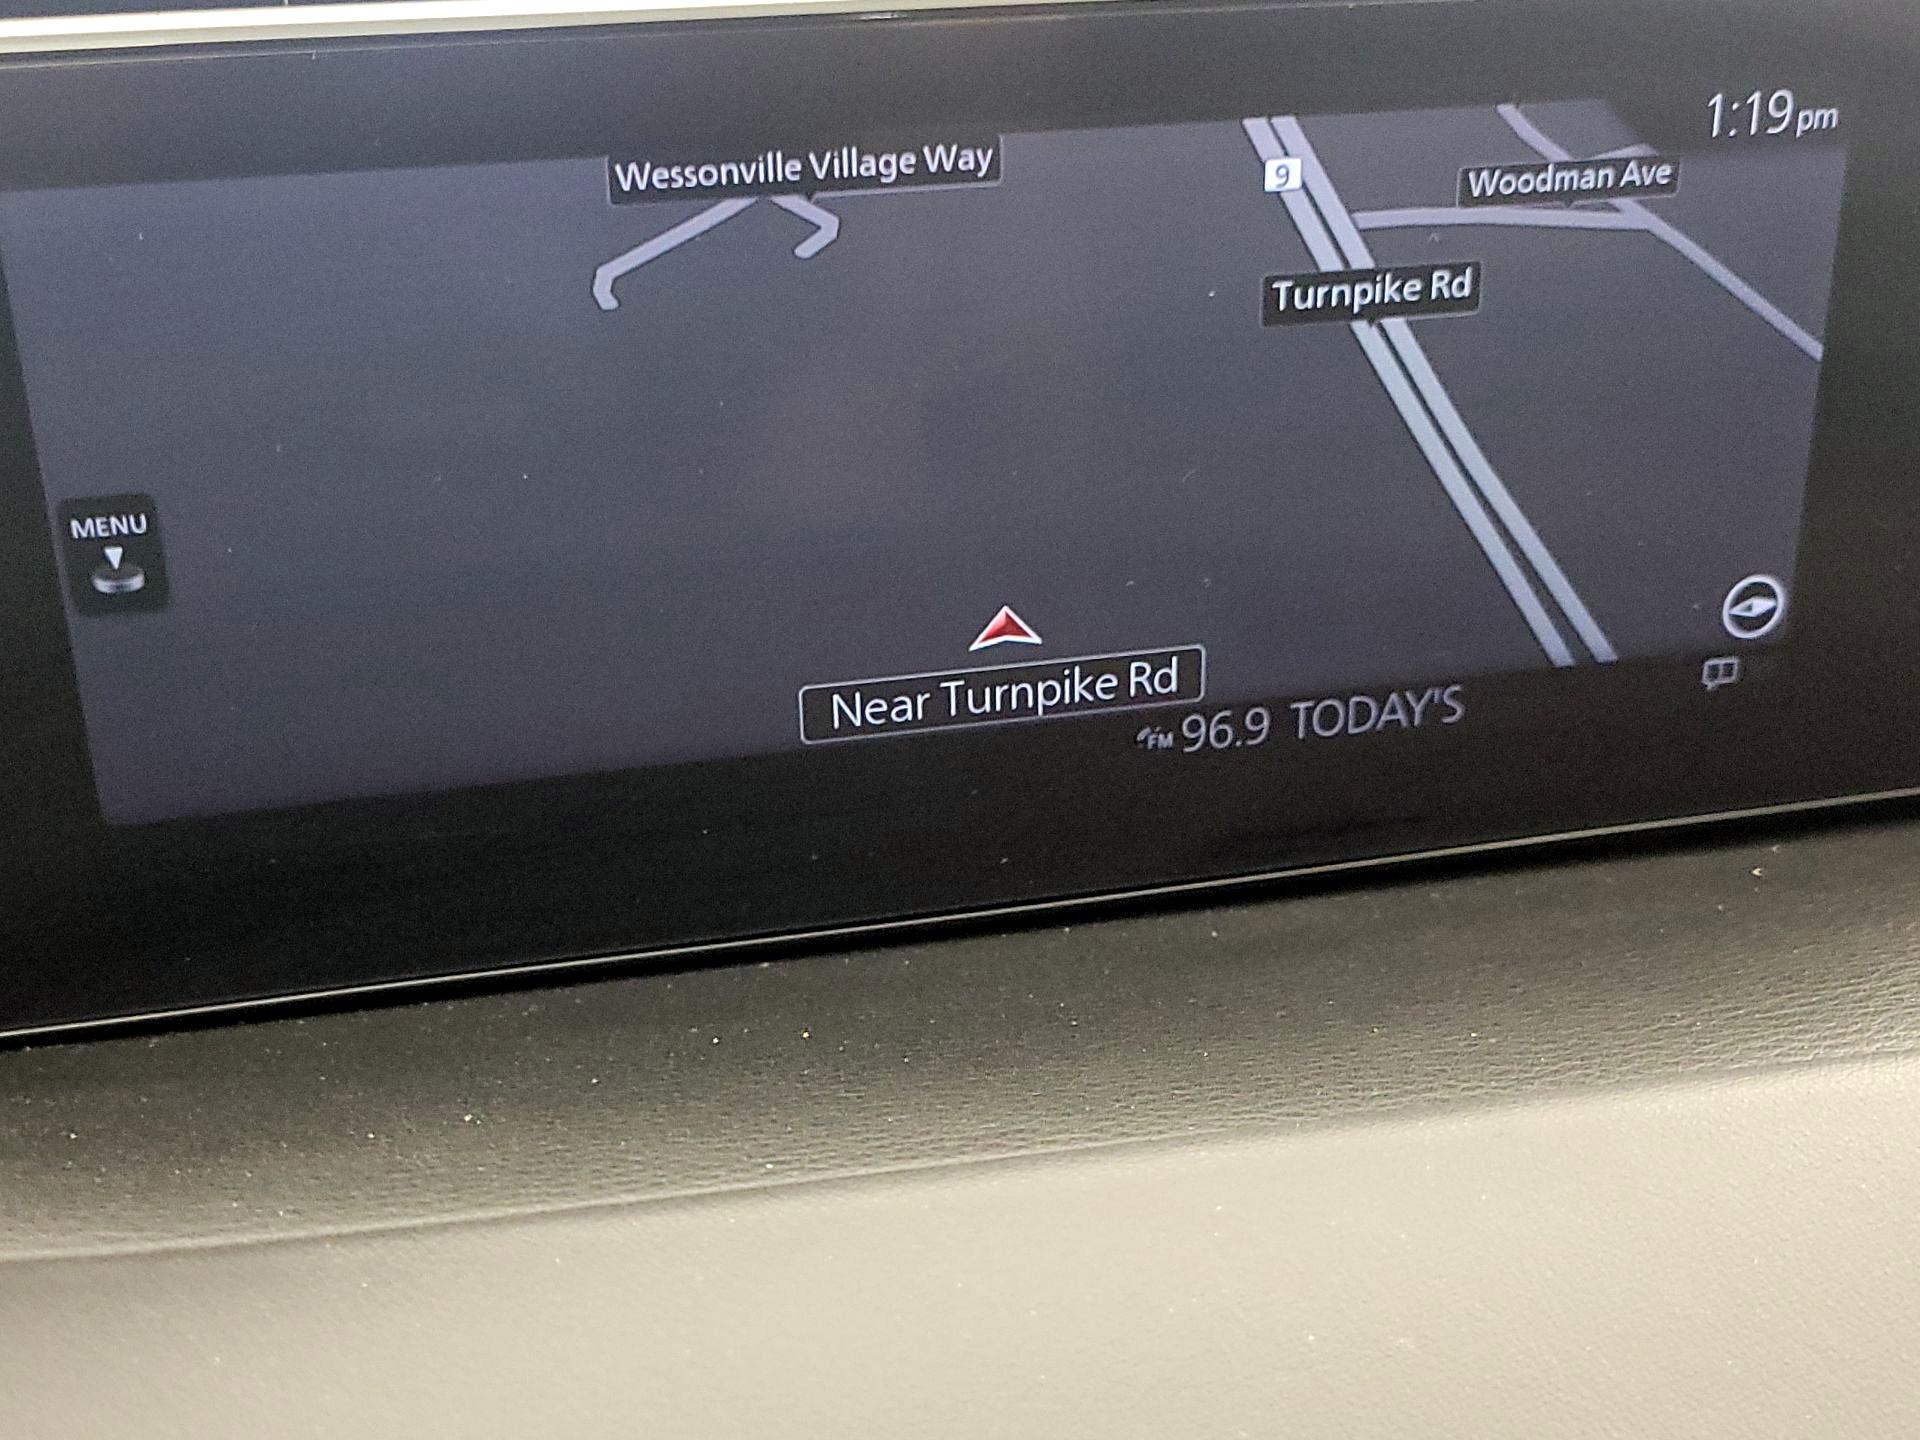 1:19pm
Wessonville Village Way
9
Woodman Ave
Turnpike Rd
MENU
Near Turnpike Rd
FM 96.9 TODAY'S